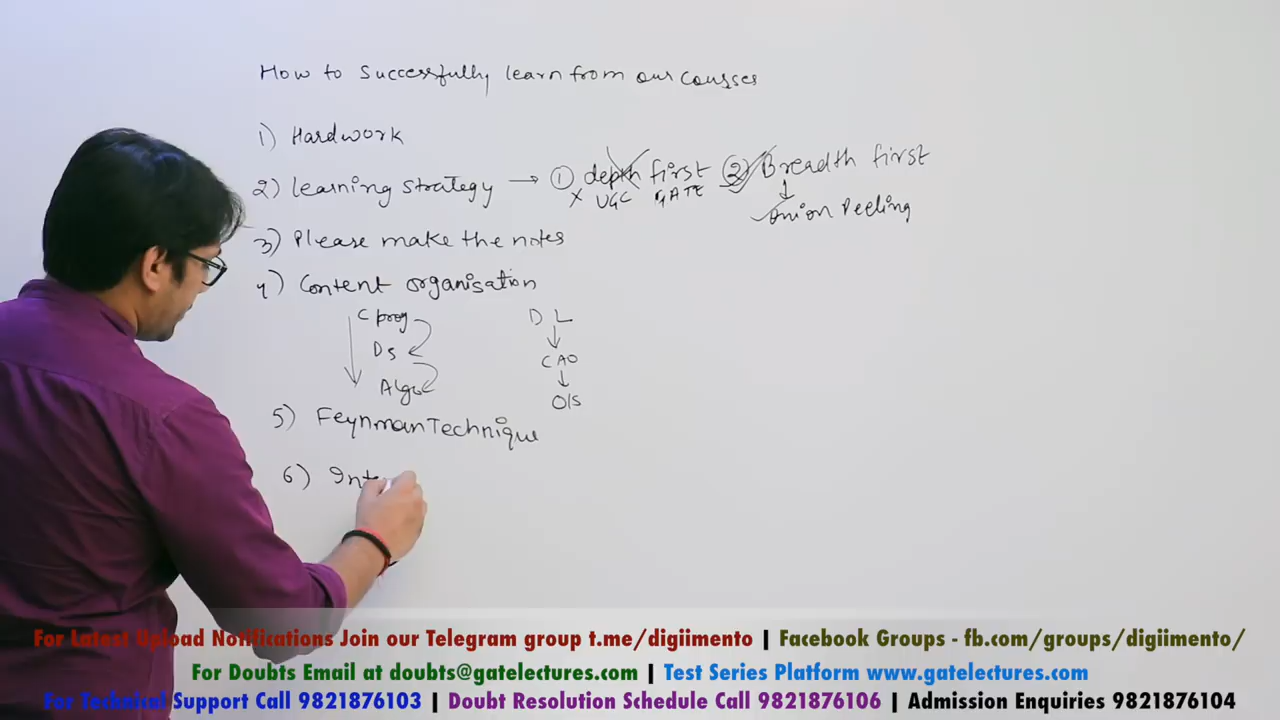 How to Successfully learn from our courses
1) Hardwork
2) learning strategy → ① depth first ② Breadth first
x UGC GATE
↓
Onion Peeling
3) Please make the notes
4) Content organisation
C prog
DS
Algo
D L
↓
CAO
↓
O/S
5) Feynman Technique
6) Inte
For Latest Upload Notifications Join our Telegram group t.me/digiimento | Facebook Groups - fb.com/groups/digiimento/
For Doubts Email at doubts@gatelectures.com | Test Series Platform www.gatelectures.com
For Technical Support Call 9821876103 | Doubt Resolution Schedule Call 9821876106 | Admission Enquiries 9821876104